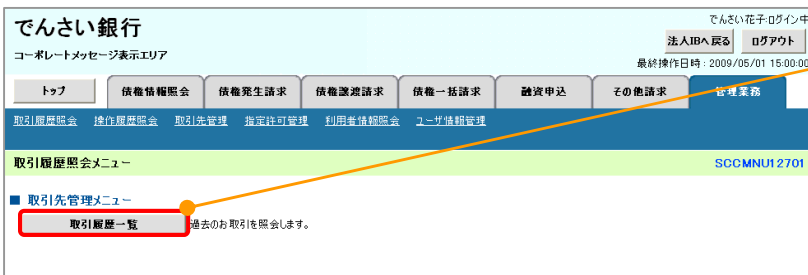 でんさい銀行
でんさい花子:ログイン中
コーポレートメッセージ表示エリア
法人IBへ戻る ログアウト
最終操作日時：2009/05/01 15:00:00
トップ 債権情報照会 債権発生請求 債権譲渡請求 債権一括請求 融資申込 その他請求 管理業務
取引履歴照会 操作履歴照会 取引先管理 指定許可管理 利用者情報照会 ユーザ情報管理
取引履歴照会メニュー SCCMNU12701
■ 取引先管理メニュー
取引履歴一覧 過去のお取引を照会します。